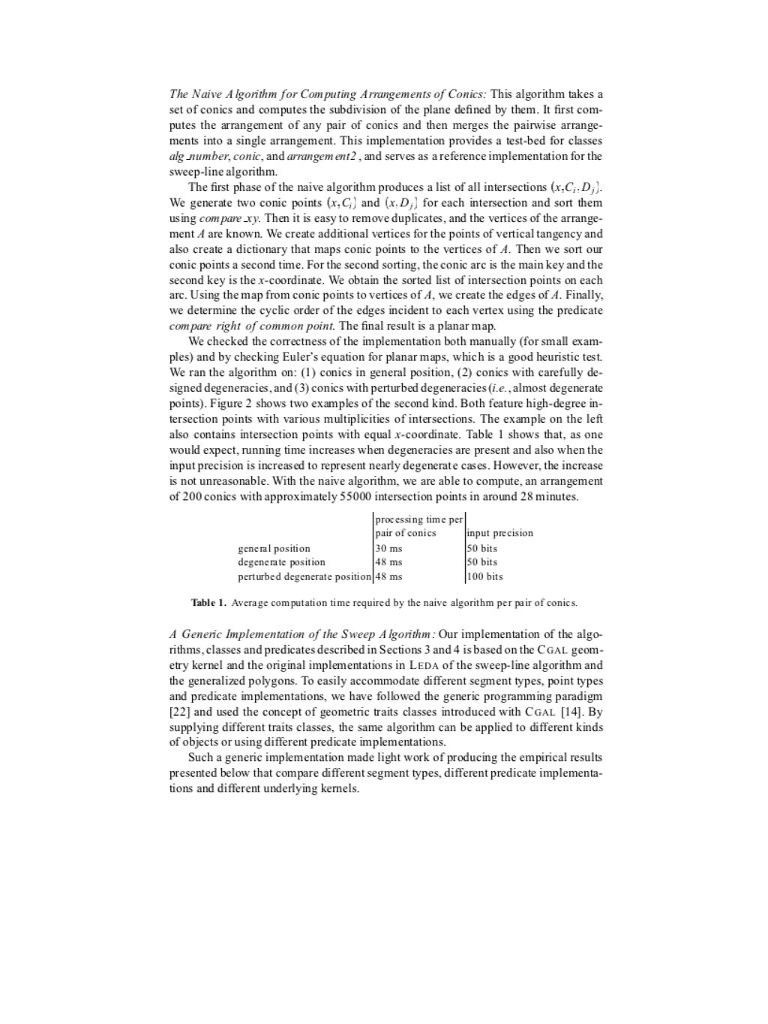 The Naive Algorithm for Computing Arrangements of Conics: This algorithm takes a
set of conics and computes the subdivision of the plane defined by them. It first com-
putes the arrangement of any pair of conics and then merges the pairwise arrange-
ments into a single arrangement. This implementation provides a test-bed for classes
alg_number, conic, and arrangement2, and serves as a reference implementation for the
sweep-line algorithm.
The first phase of the naive algorithm produces a list of all intersections (x,Ci,Dj).
We generate two conic points (x,Ci) and (x,Dj) for each intersection and sort them
using compare_xy. Then it is easy to remove duplicates, and the vertices of the arrange-
ment A are known. We create additional vertices for the points of vertical tangency and
also create a dictionary that maps conic points to the vertices of A. Then we sort our
conic points a second time. For the second sorting, the conic arc is the main key and the
second key is the x-coordinate. We obtain the sorted list of intersection points on each
arc. Using the map from conic points to vertices of A, we create the edges of A. Finally,
we determine the cyclic order of the edges incident to each vertex using the predicate
compare right of common point. The final result is a planar map.
We checked the correctness of the implementation both manually (for small exam-
ples) and by checking Euler's equation for planar maps, which is a good heuristic test.
We ran the algorithm on: (1) conics in general position, (2) conics with carefully de-
signed degeneracies, and (3) conics with perturbed degeneracies (i.e., almost degenerate
points). Figure 2 shows two examples of the second kind. Both feature high-degree in-
tersection points with various multiplicities of intersections. The example on the left
also contains intersection points with equal x-coordinate. Table 1 shows that, as one
would expect, running time increases when degeneracies are present and also when the
input precision is increased to represent nearly degenerate cases. However, the increase
is not unreasonable. With the naive algorithm, we are able to compute, an arrangement
of 200 conics with approximately 55000 intersection points in around 28 minutes.
processing time per
pair of conics input precision
general position 30 ms 50 bits
degenerate position 48 ms 50 bits
perturbed degenerate position 48 ms 100 bits
Table 1. Average computation time required by the naive algorithm per pair of conics.
A Generic Implementation of the Sweep Algorithm: Our implementation of the algo-
rithms, classes and predicates described in Sections 3 and 4 is based on the CGAL geom-
etry kernel and the original implementations in LEDA of the sweep-line algorithm and
the generalized polygons. To easily accommodate different segment types, point types
and predicate implementations, we have followed the generic programming paradigm
[22] and used the concept of geometric traits classes introduced with CGAL [14]. By
supplying different traits classes, the same algorithm can be applied to different kinds
of objects or using different predicate implementations.
Such a generic implementation made light work of producing the empirical results
presented below that compare different segment types, different predicate implementa-
tions and different underlying kernels.